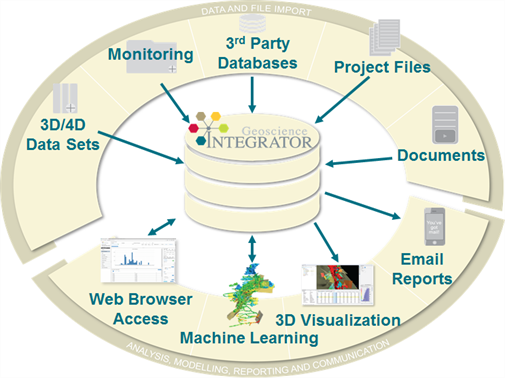 DATA AND FILE IMPORT
3rd Party
Databases
Monitoring
Project Files
3D/4D
Data Sets
Geoscience
INTEGRATOR
Documents
Email
Reports
Web Browser
Access
3D Visualization
Machine Learning
ANALYSIS, MODELLING, REPORTING AND COMMUNICATION